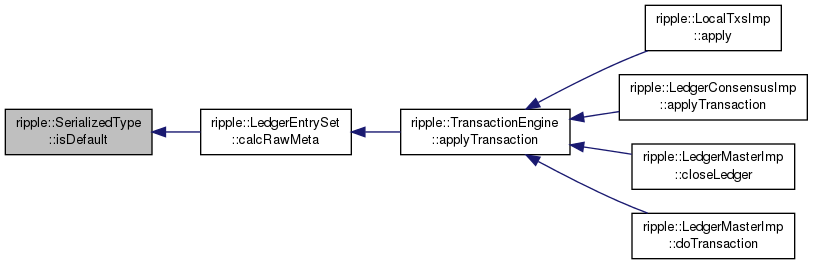 ripple::SerializedType
::isDefault
ripple::LedgerEntrySet
::calcRawMeta
ripple::TransactionEngine
::applyTransaction
ripple::LocalTxsImp
::apply
ripple::LedgerConsensusImp
::applyTransaction
ripple::LedgerMasterImp
::closeLedger
ripple::LedgerMasterImp
::doTransaction